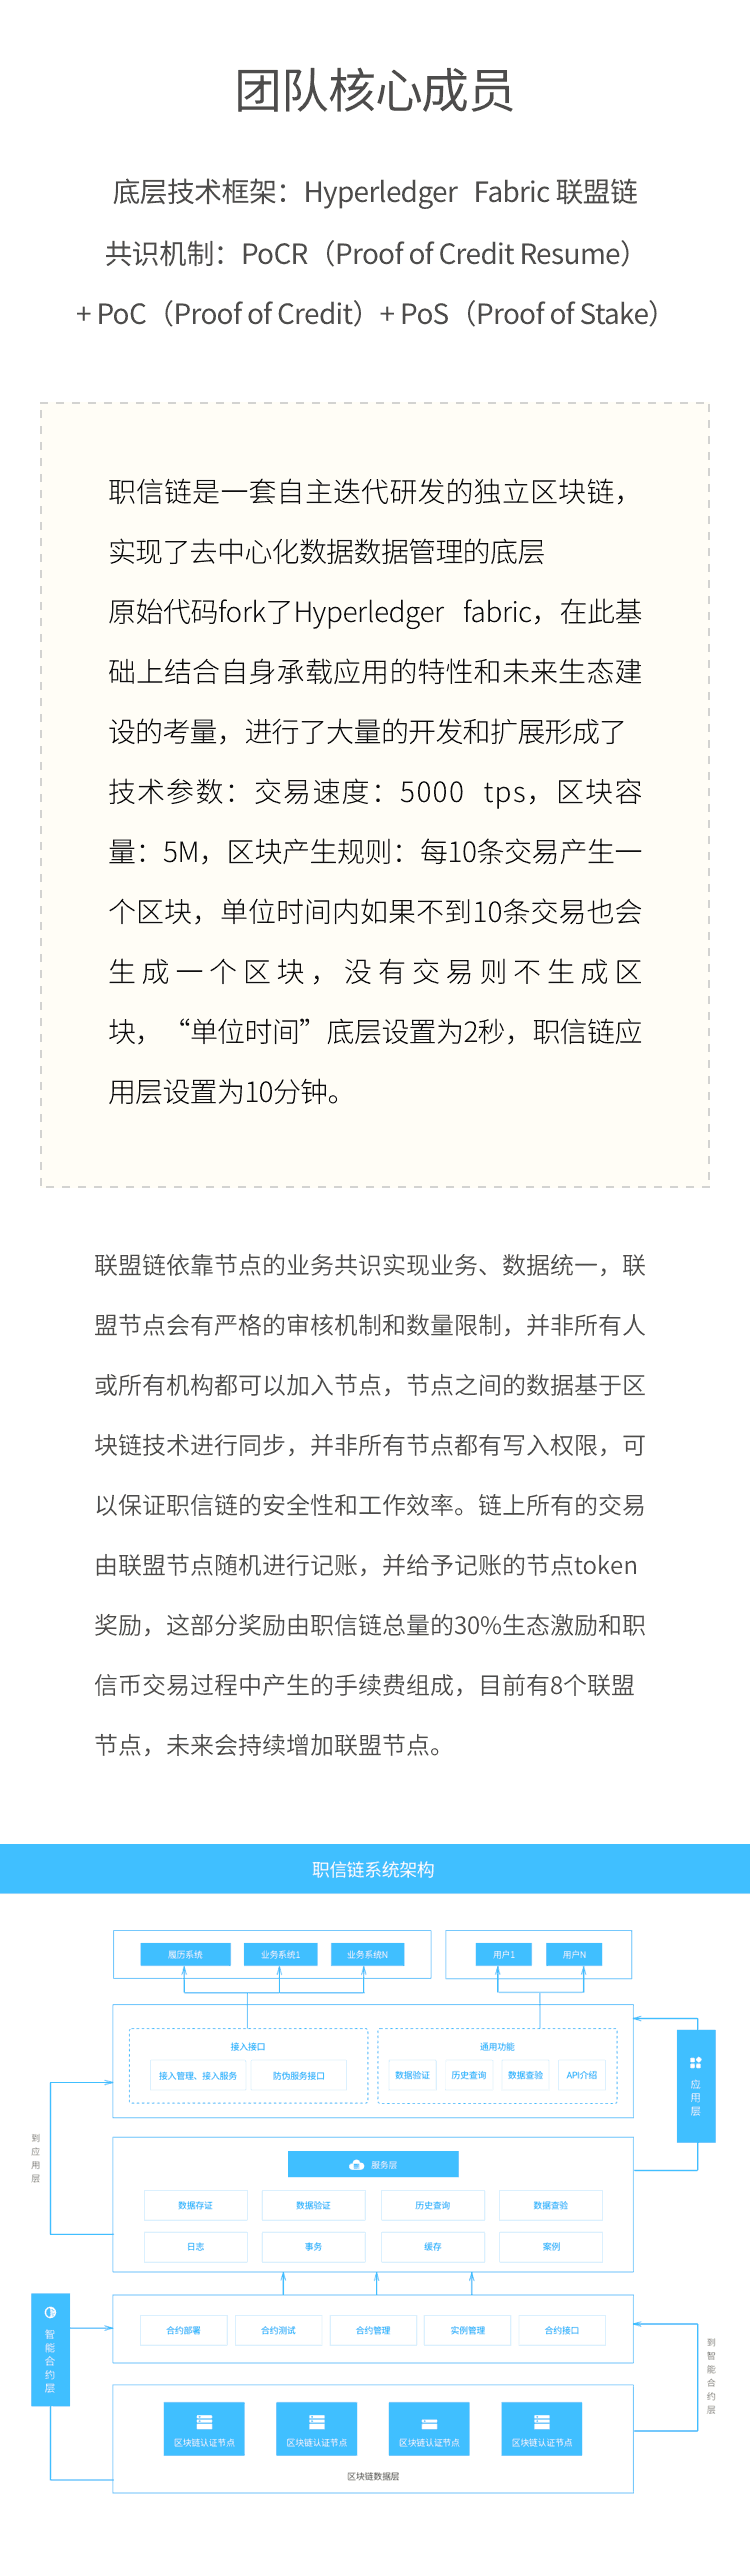 团队核心成员
底层技术框架：Hyperledger Fabric 联盟链
共识机制：PoCR（Proof of Credit Resume）
+ PoC（Proof of Credit）+ PoS（Proof of Stake）
职信链是一套自主迭代研发的独立区块链，
实现了去中心化数据数据管理的底层
原始代码fork了Hyperledger fabric，在此基
础上结合自身承载应用的特性和未来生态建
设的考量，进行了大量的开发和扩展形成了
技术参数：交易速度：5000 tps，区块容
量：5M，区块产生规则：每10条交易产生一
个区块，单位时间内如果不到10条交易也会
生成一个区块，没有交易则不生成区
块，“单位时间”底层设置为2秒，职信链应
用层设置为10分钟。
联盟链依靠节点的业务共识实现业务、数据统一，联
盟节点会有严格的审核机制和数量限制，并非所有人
或所有机构都可以加入节点，节点之间的数据基于区
块链技术进行同步，并非所有节点都有写入权限，可
以保证职信链的安全性和工作效率。链上所有的交易
由联盟节点随机进行记账，并给予记账的节点token
奖励，这部分奖励由职信链总量的30%生态激励和职
信币交易过程中产生的手续费组成，目前有8个联盟
节点，未来会持续增加联盟节点。
职信链系统架构
履历系统 业务系统1 业务系统N 用户1 用户N
接入接口 通用功能
接入管理、接入服务 防伪服务接口 数据验证 历史查询 数据查验 API介绍
应用层
到应用层
服务层
数据存证 数据验证 历史查询 数据查验
日志 事务 缓存 案例
智能合约层
合约部署 合约测试 合约管理 实例管理 合约接口
到智能合约层
区块链认证节点 区块链认证节点 区块链认证节点 区块链认证节点
区块链数据层